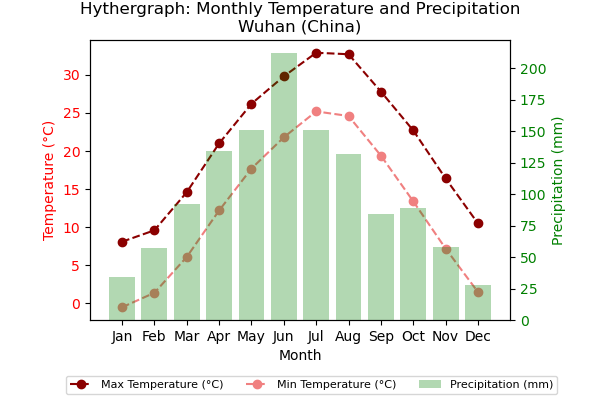 Hythergraph: Monthly Temperature and Precipitation
Wuhan (China)
Temperature (°C)
30
25
20
15
10
5
0
200
175
150
125
100
75
50
25
0
Precipitation (mm)
Jan Feb Mar Apr May Jun Jul Aug Sep Oct Nov Dec
Month
Max Temperature (°C) Min Temperature (°C) Precipitation (mm)